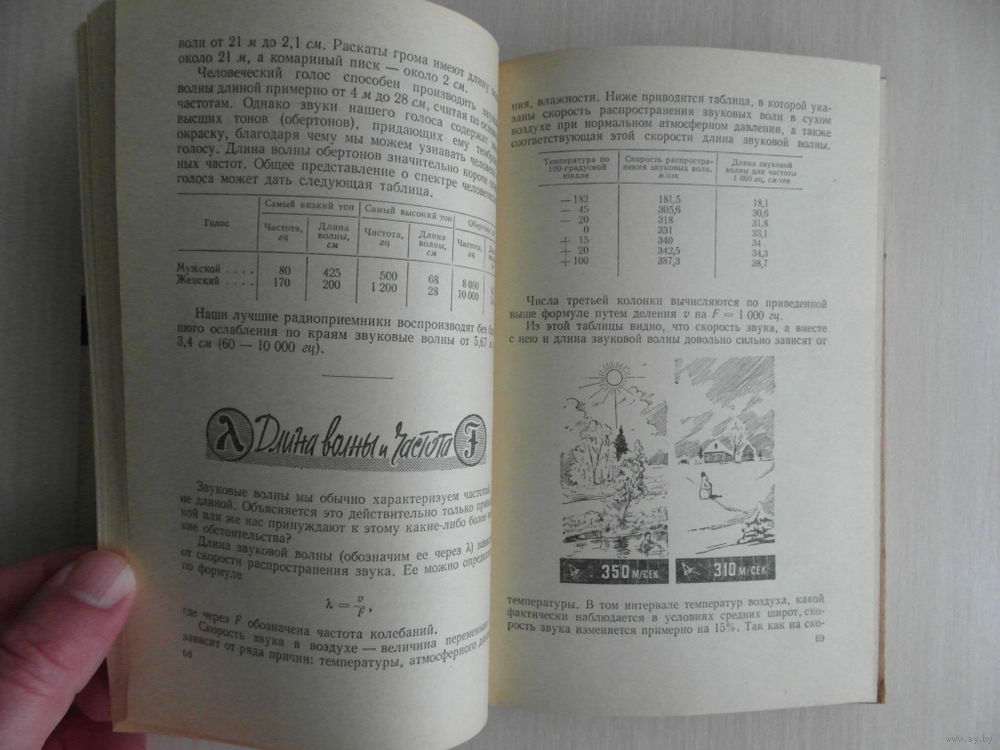 волн от 21 м до 2,1 см. Раскаты грома имеют длину
около 21 м, а комариный писк — около 2 см.
Человеческий голос способен производить
волны длиной примерно от 4 м до 28 см, считая по
частотам. Однако звуки нашего голоса содержат
высших тонов (обертонов), придающих ему
окраску, благодаря чему мы можем узнавать человека
голосу. Длина волны обертонов значительно короче
ных частот. Общее представление о спектре
голоса может дать следующая таблица.
Голос Самый низкий тон Самый высокий тон
Частота, гц Длина волны, см Частота, гц Длина волны, см Частота, гц
Мужской . . . . 80 425 500 68 8 000
Женский . . . . 170 200 1 200 28 10 000
Наши лучшие радиоприемники воспроизводят без
шого ослабления по краям звуковые волны от 5,67
3,4 см (60 — 10 000 гц).
λ Длина волны и Частота F
Звуковые волны мы обычно характеризуем частотой,
не длиной. Объясняется это действительно только
кой или же нас принуждают к этому какие-либо более
кие обстоятельства?
Длина звуковой волны (обозначим ее через λ)
от скорости распространения звука. Ее можно
по формуле
λ = v/F,
где через F обозначена частота колебаний.
Скорость звука в воздухе — величина переменная
зависит от ряда причин: температуры, атмосферного
68
ния, влажности. Ниже приводится таблица, в которой ука-
заны скорость распространения звуковых волн в сухом
воздухе при нормальном атмосферном давлении, а также
соответствующая этой скорости длина звуковой волны.
Температура по 100-градусной шкале Скорость распростра-нения звуковых волн, м/сек Длина звуковой волны для частоты 1 000 гц, см/сек
— 182 181,5 18,1
— 45 305,6 30,6
— 20 318 31,8
0 331 33,1
+ 15 340 34
+ 20 342,5 34,3
+ 100 387,3 38,7
Числа третьей колонки вычисляются по приведенной
выше формуле путем деления v на F = 1 000 гц.
Из этой таблицы видно, что скорость звука, а вместе
с нею и длина звуковой волны довольно сильно зависят от
350 М/СЕК 310 М/СЕК
температуры. В том интервале температур воздуха, какой
фактически наблюдается в условиях средних широт, ско-
рость звука изменяется примерно на 15%. Так как на ско-
69
www.ay.by